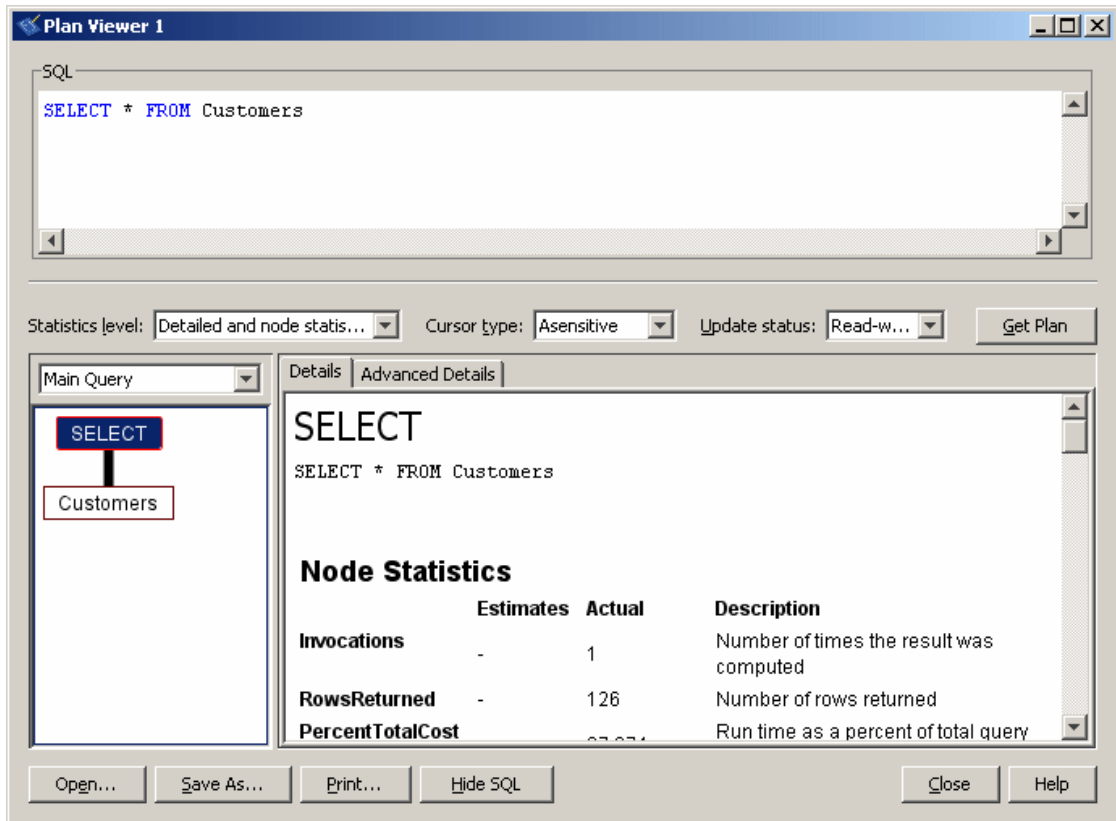 Plan Viewer 1
SQL
SELECT * FROM Customers
Statistics level: Detailed and node statis... Cursor type: Asensitive Update status: Read-w... Get Plan
Main Query
Details Advanced Details
SELECT
Customers
SELECT
SELECT * FROM Customers
Node Statistics
Estimates Actual Description
Invocations - 1 Number of times the result was
computed
RowsReturned - 126 Number of rows returned
PercentTotalCost Run time as a percent of total query
Open... Save As... Print... Hide SQL Close Help